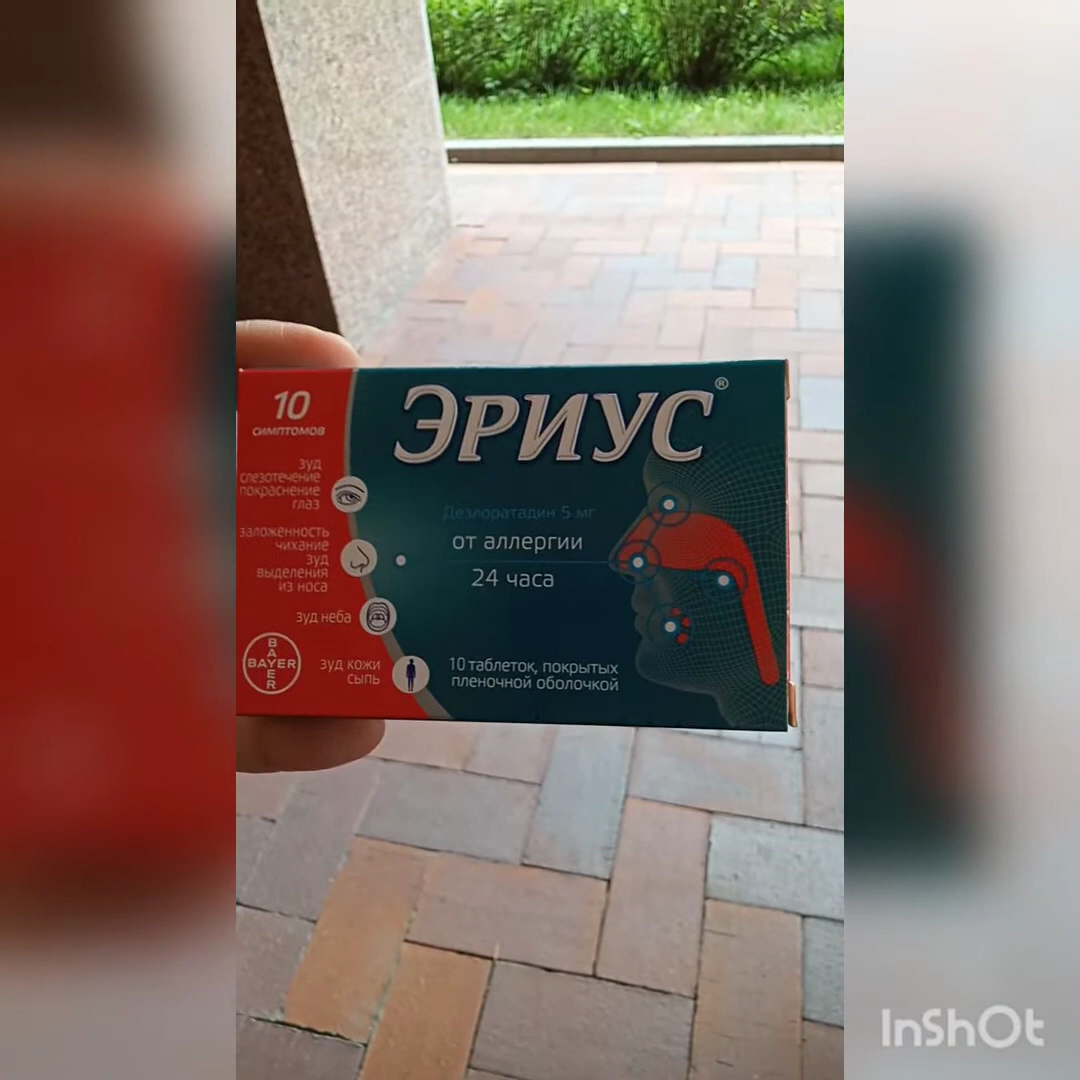 ЭРИУС®
Дезлоратадин 5 мг
от аллергии
24 часа
10 таблеток, покрытых
пленочной оболочкой
10
симптомов
зуд
слезотечение
покраснение
глаз
заложенность
чихание
зуд
выделения
из носа
зуд неба
зуд кожи
сыпь
BAYER
BAYER
InShOt